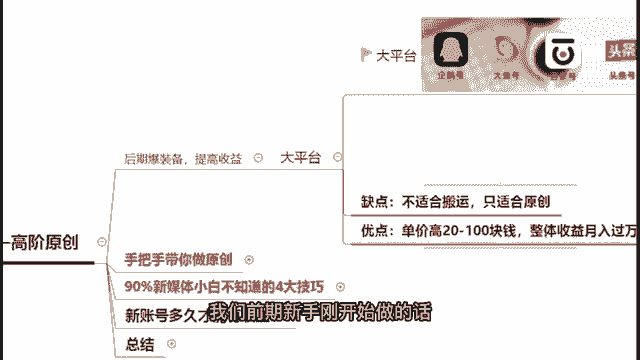 大平台
企鹅号
大鱼号
百家号
头条
头条号
后期爆装备，提高收益
大平台
缺点：不适合搬运，只适合原创
优点：单价高20-100块钱，整体收益月入过万
高阶原创
手把手带你做原创
90%新媒体小白不知道的4大技巧
新账号多久才
我们前期新手刚开始做的话
总结